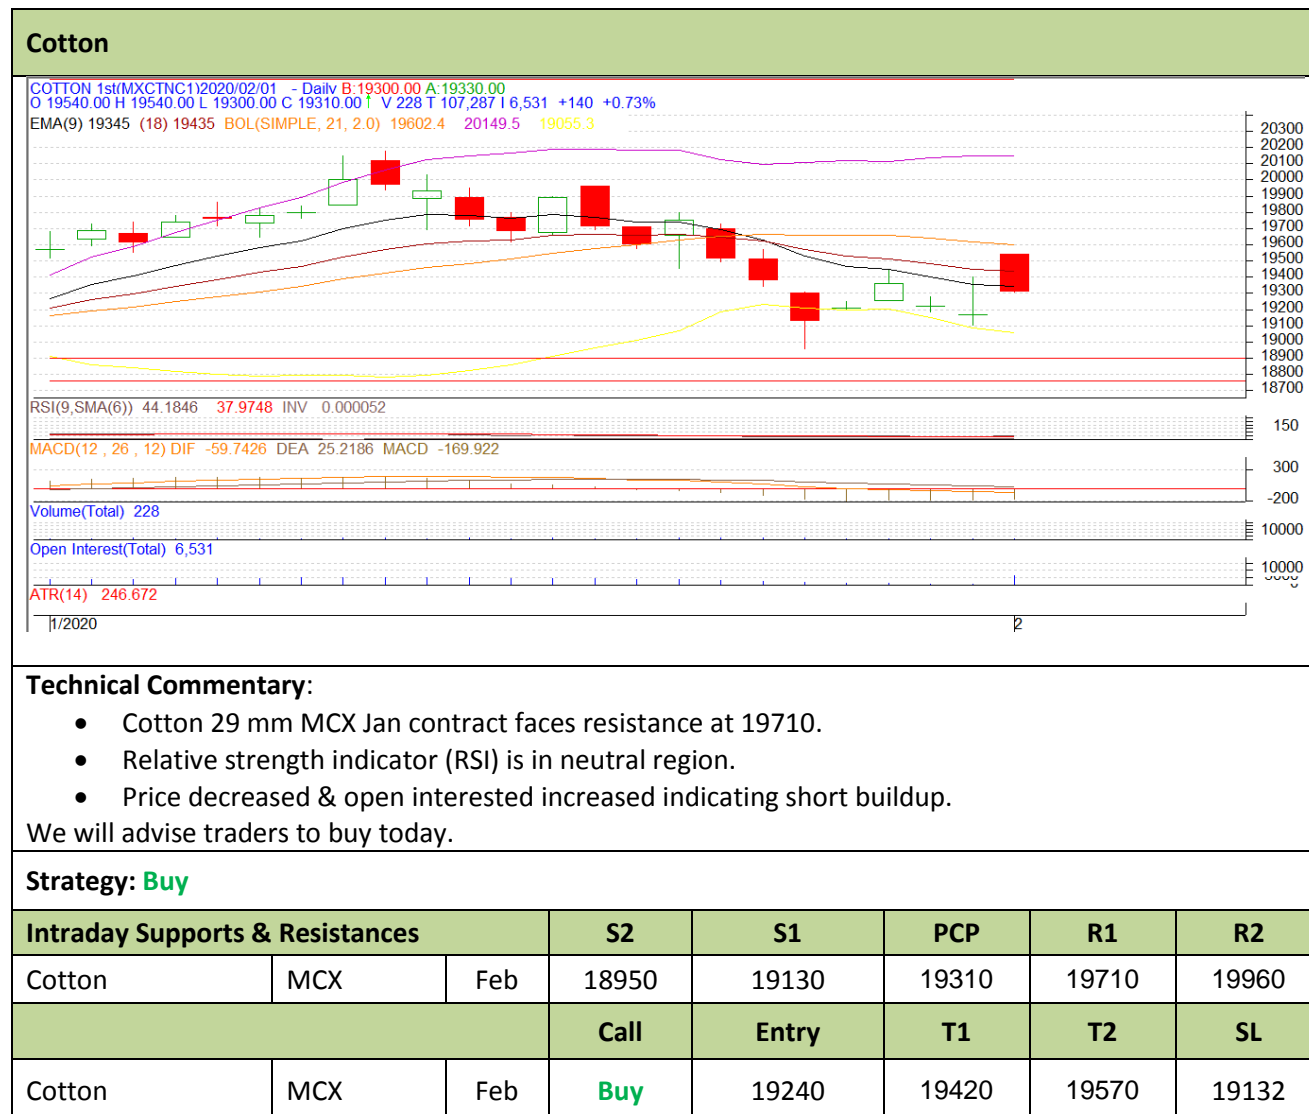 Cotton
COTTON 1st(MXCTNC1)2020/02/01 - Daily B:19300.00 A:19330.00
O 19540.00 H 19540.00 L 19300.00 C 19310.00↑ V 228 T 107,287 I 6,531 +140 +0.73%
EMA(9) 19345 (18) 19435 BOL(SIMPLE, 21, 2.0) 19602.4 20149.5 19055.3
20300
20200
20100
20000
19900
19800
19700
19600
19500
19400
19300
19200
19100
19000
18900
18800
18700
RSI(9,SMA(6)) 44.1846 37.9748 INV 0.000052
150
MACD(12 , 26 , 12) DIF -59.7426 DEA 25.2186 MACD -169.922
300
-200
Volume(Total) 228
10000
Open Interest(Total) 6,531
10000
ATR(14) 246.672
1/2020 2
Technical Commentary:
• Cotton 29 mm MCX Jan contract faces resistance at 19710.
• Relative strength indicator (RSI) is in neutral region.
• Price decreased & open interested increased indicating short buildup.
We will advise traders to buy today.
Strategy: Buy
Intraday Supports & Resistances S2 S1 PCP R1 R2
Cotton MCX Feb 18950 19130 19310 19710 19960
Call Entry T1 T2 SL
Cotton MCX Feb Buy 19240 19420 19570 19132